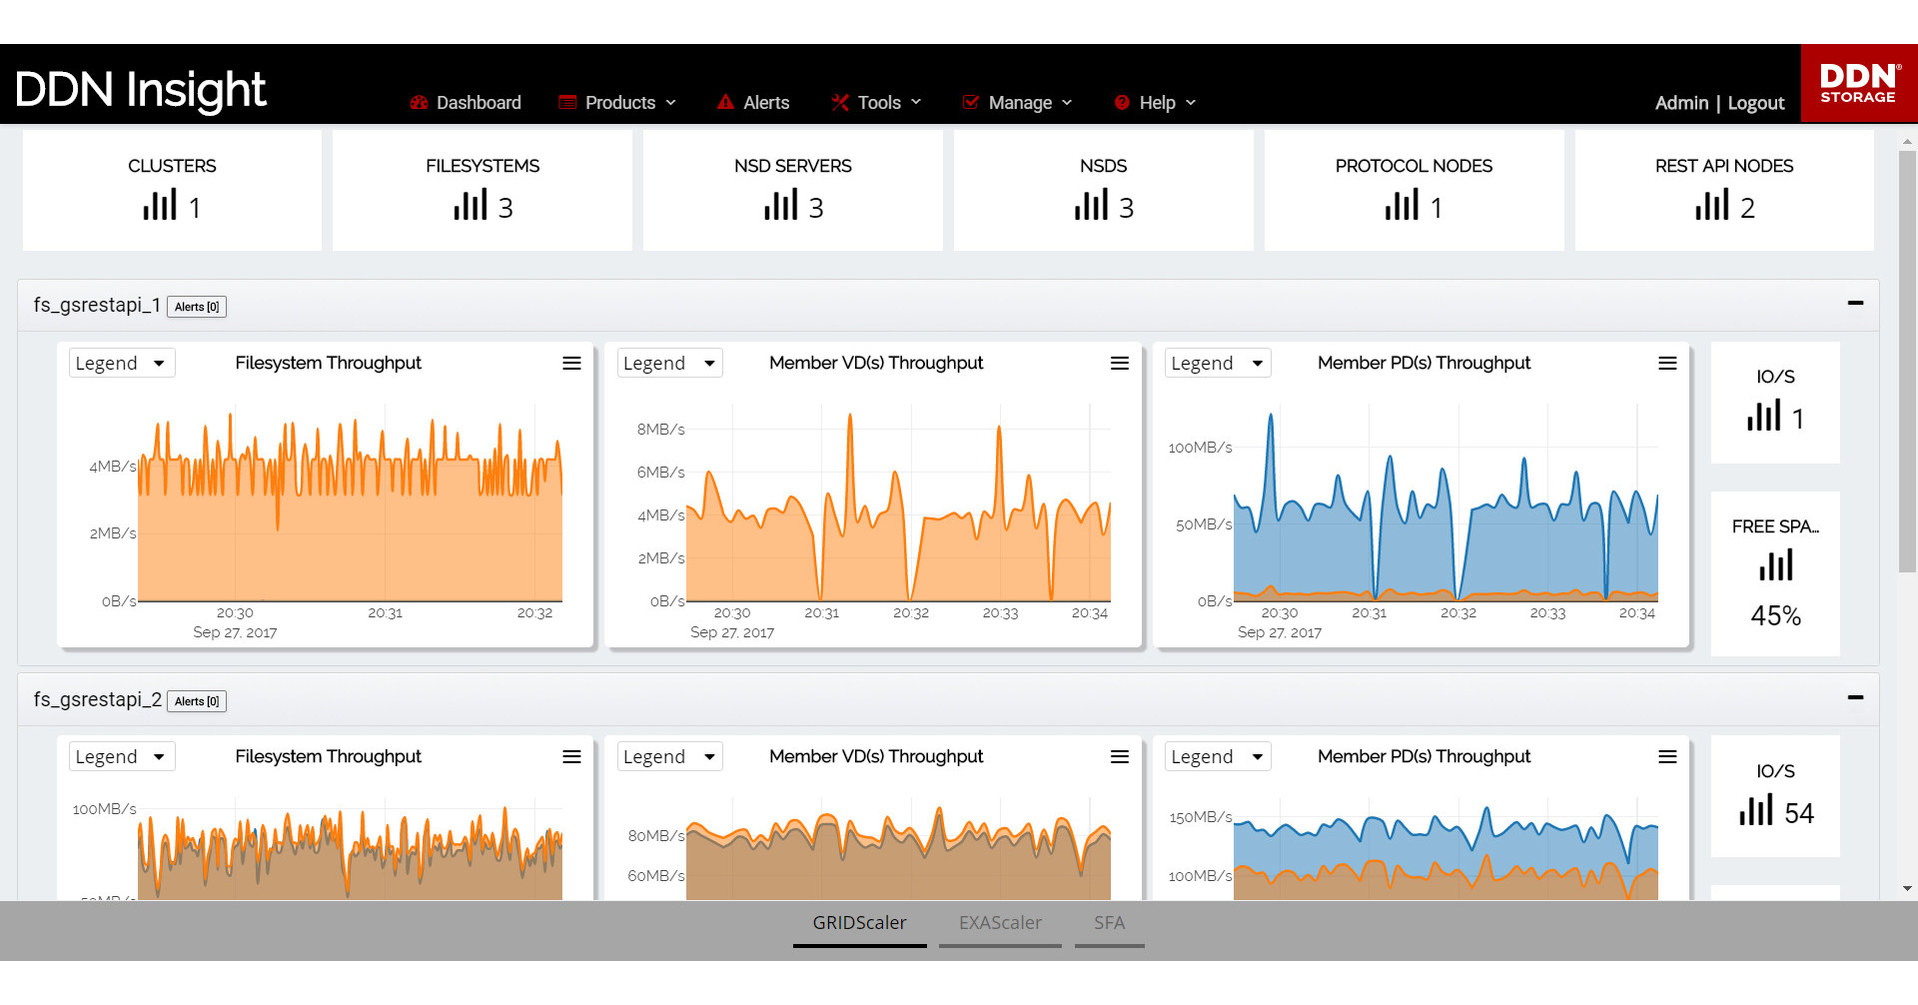 DDN Insight
Dashboard Products Alerts Tools Manage Help
Admin | Logout
DDN®
STORAGE
CLUSTERS
1
FILESYSTEMS
3
NSD SERVERS
3
NSDS
3
PROTOCOL NODES
1
REST API NODES
2
fs_gsrestapi_1 Alerts [0]
Legend Filesystem Throughput
4MB/s
2MB/s
0B/s
20:30 20:31 20:32
Sep 27, 2017
Legend Member VD(s) Throughput
8MB/s
6MB/s
4MB/s
2MB/s
0B/s
20:30 20:31 20:32 20:33 20:34
Sep 27, 2017
Legend Member PD(s) Throughput
100MB/s
50MB/s
0B/s
20:30 20:31 20:32 20:33 20:34
Sep 27, 2017
IO/S
1
FREE SPA...
45%
fs_gsrestapi_2 Alerts [0]
Legend Filesystem Throughput
100MB/s
Legend Member VD(s) Throughput
80MB/s
60MB/s
Legend Member PD(s) Throughput
150MB/s
100MB/s
IO/S
54
GRIDScaler EXAScaler SFA